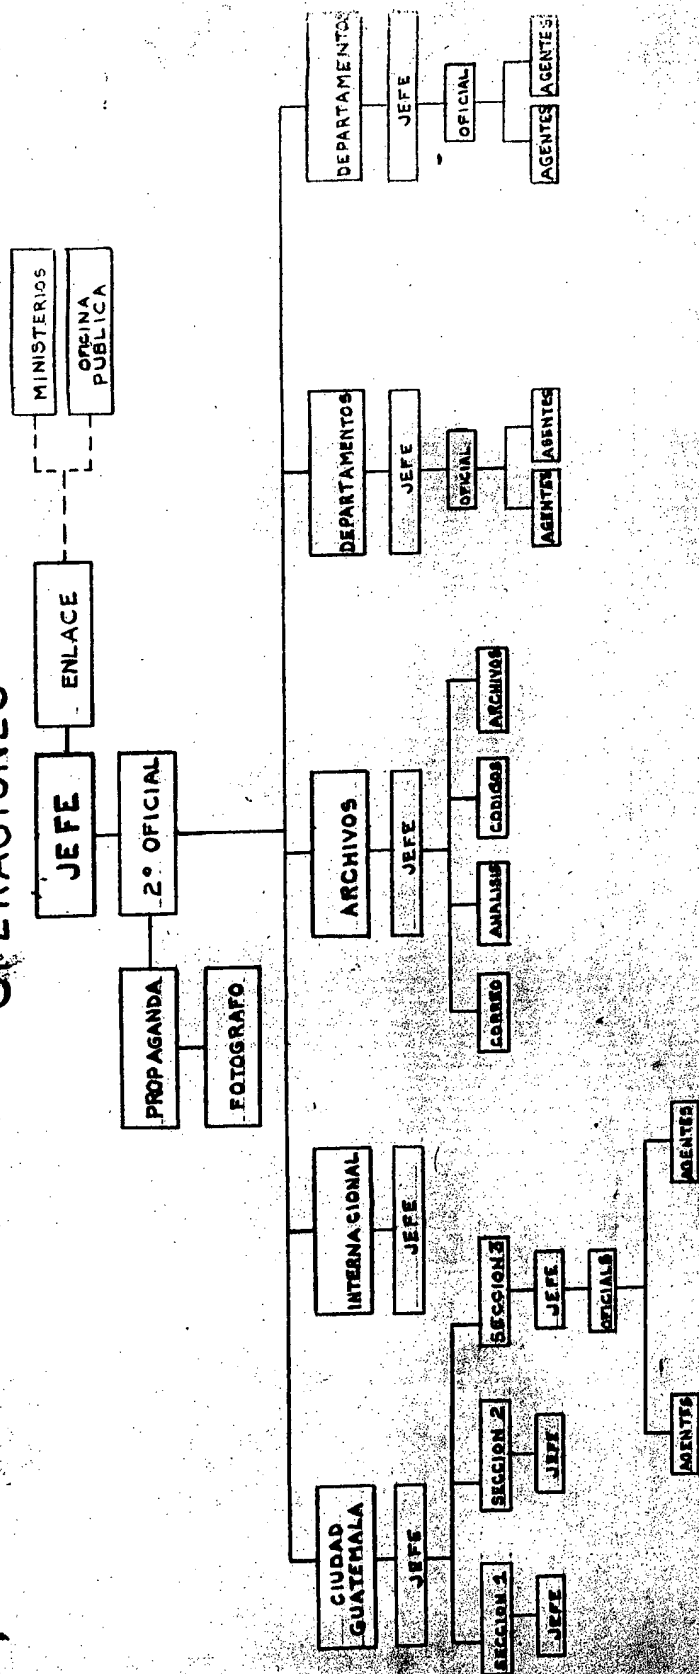 OPERACIONES
JEFE
ENLACE
MINISTERIOS
OFICINA
PUBLICA
2º OFICIAL
PROPAGANDA
FOTOGRAFO
CIUDAD
GUATEMALA
JEFE
SECCION 1
JEFE
SECCION 2
JEFE
SECCION 3
JEFE
OFICIALS
AGENTES
AGENTES
INTERNACIONAL
JEFE
ARCHIVOS
JEFE
CORREO
ANALISIS
CODIGOS
ARCHIVOS
DEPARTAMENTOS
JEFE
OFICIAL
AGENTES
AGENTES
DEPARTAMENTOS
JEFE
OFICIAL
AGENTES
AGENTES